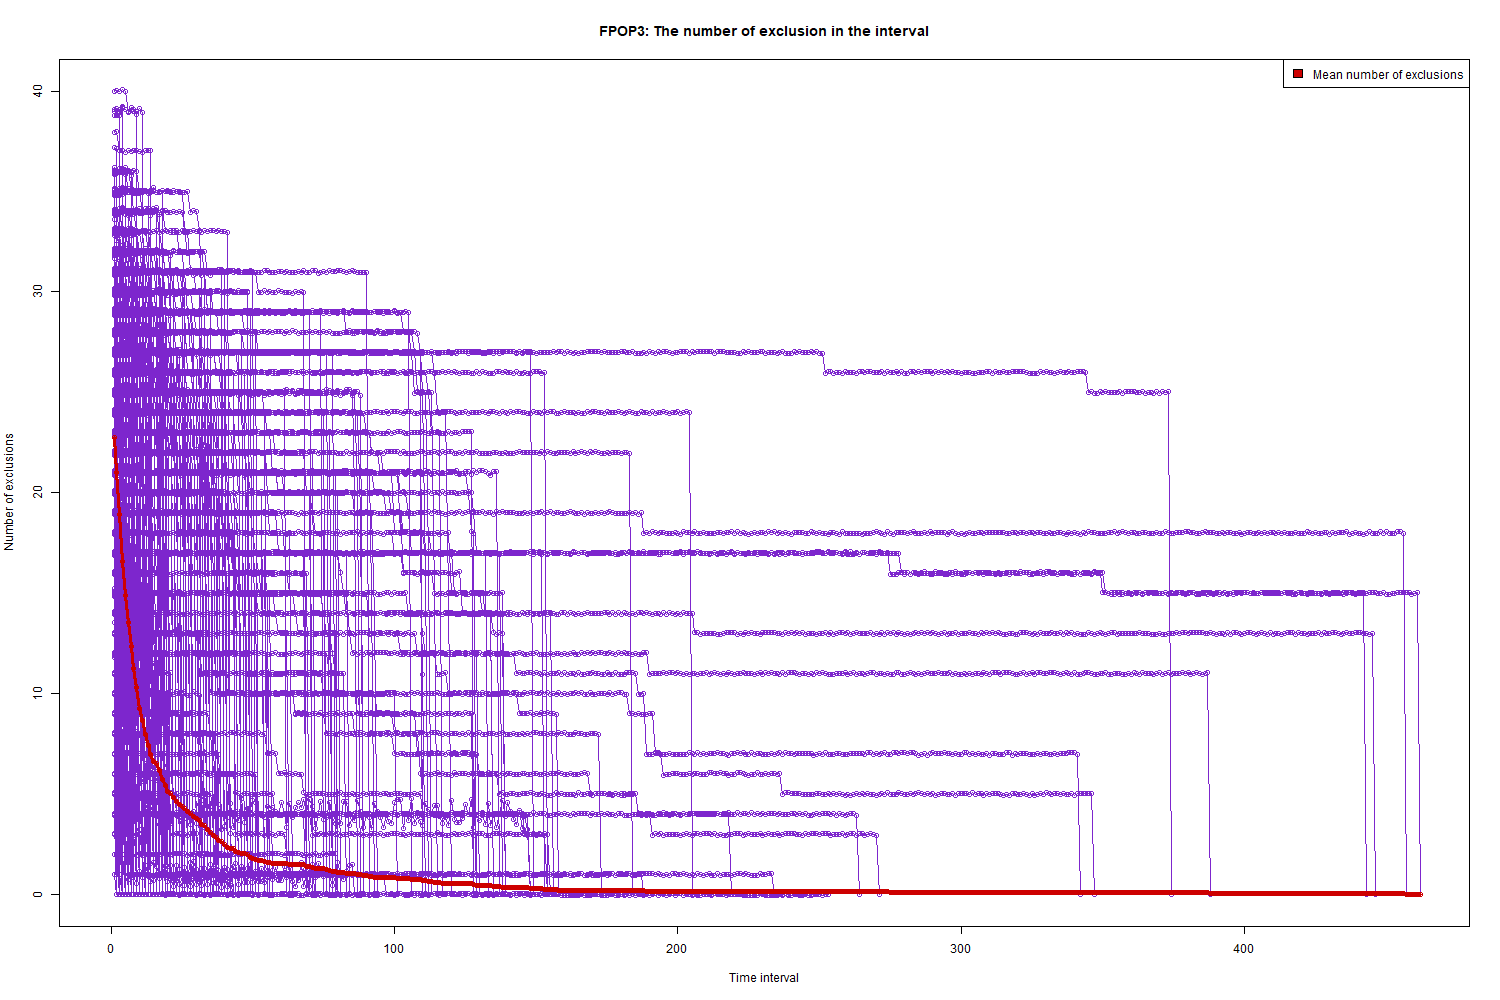 FPOP3: The number of exclusion in the interval
Mean number of exclusions
Number of exclusions
40
30
20
10
0
0 100 200 300 400
Time interval